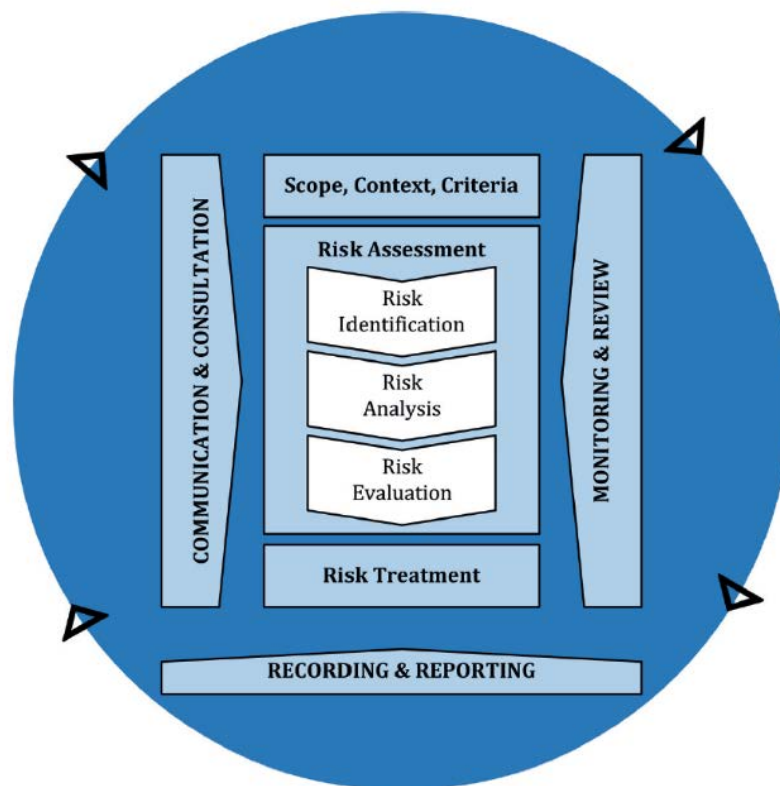 Scope, Context, Criteria
Risk Assessment
Risk
Identification
Risk
Analysis
Risk
Evaluation
Risk Treatment
COMMUNICATION & CONSULTATION
MONITORING & REVIEW
RECORDING & REPORTING